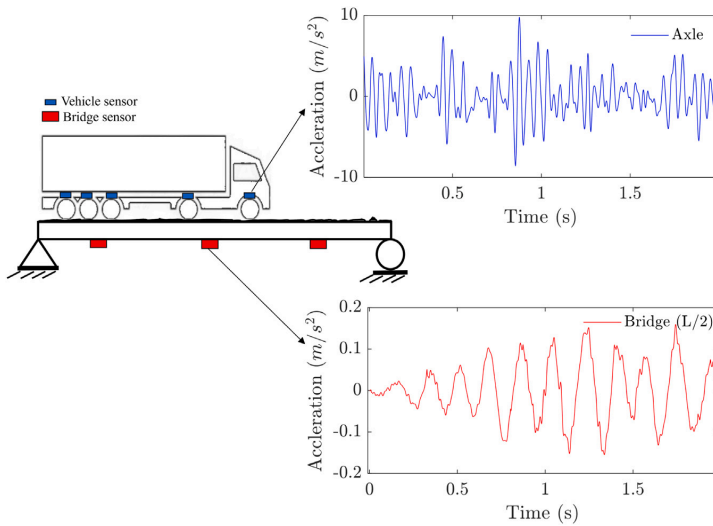 10
Axle
Accleration (m/s²)
0
-10
0.5
1
1.5
Time (s)
Vehicle sensor
Bridge sensor
0.2
Bridge (L/2)
Accleration (m/s²)
0.1
0
-0.1
-0.2
0
0.5
1
1.5
Time (s)